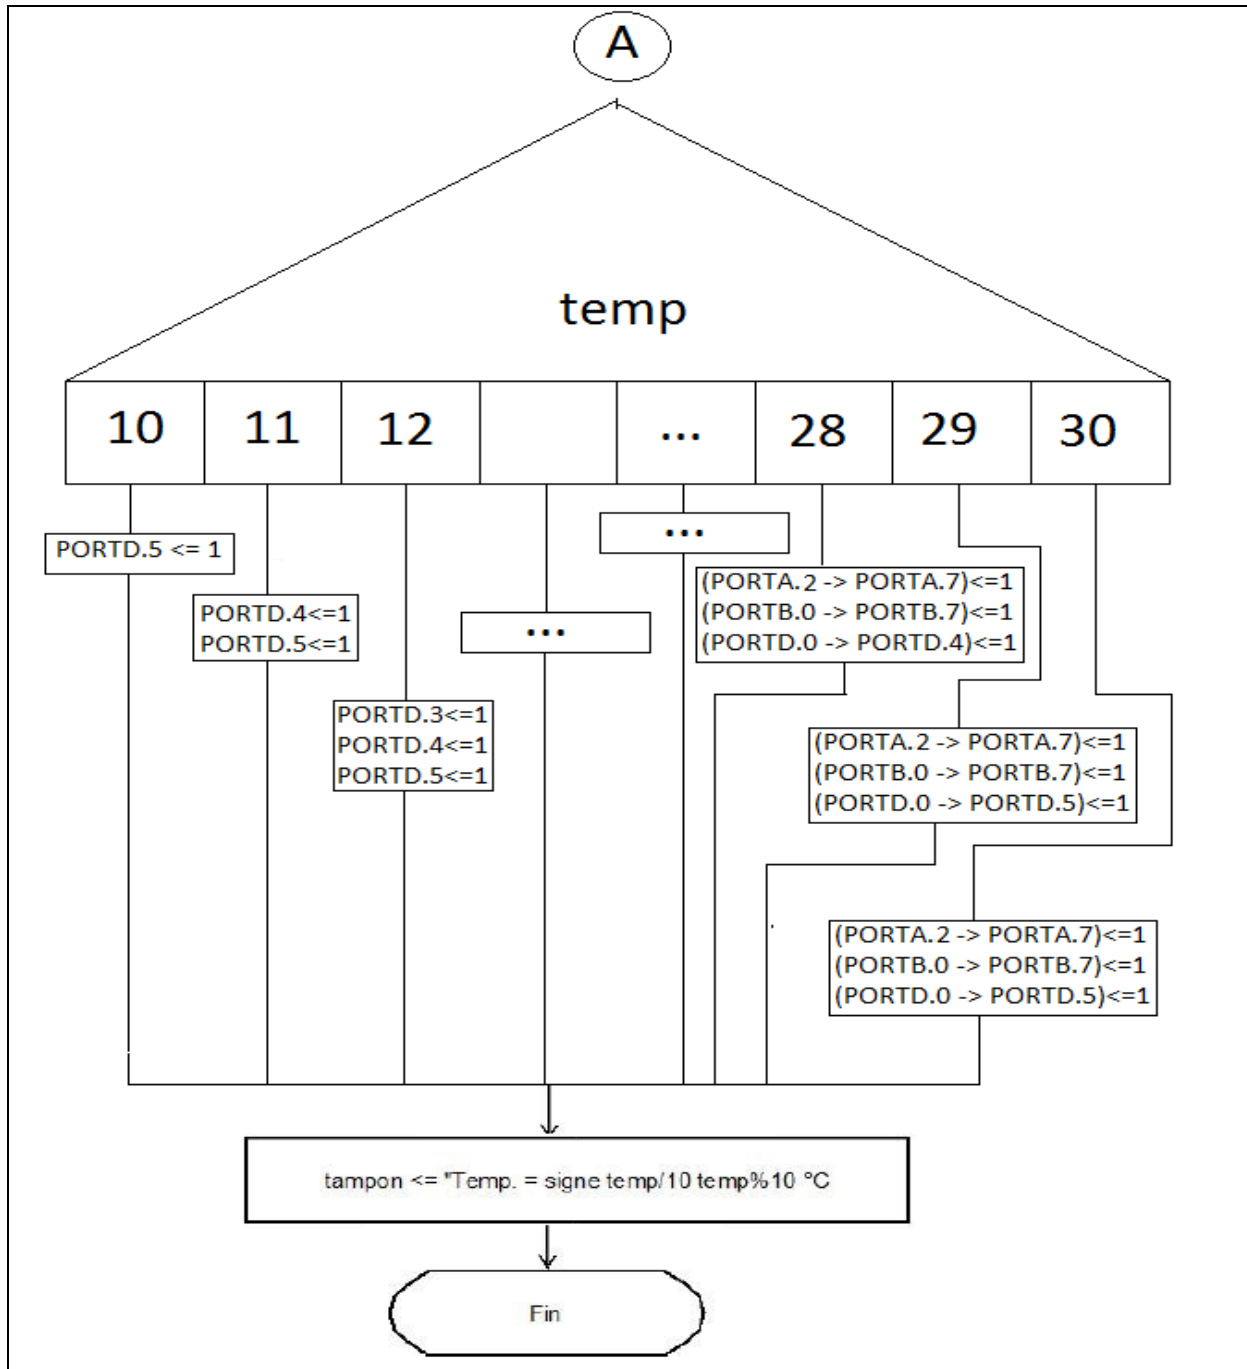 A
temp
10 11 12 ... 28 29 30
PORTD.5 <= 1
PORTD.4<=1
PORTD.5<=1
PORTD.3<=1
PORTD.4<=1
PORTD.5<=1
...
...
(PORTA.2 -> PORTA.7)<=1
(PORTB.0 -> PORTB.7)<=1
(PORTD.0 -> PORTD.4)<=1
(PORTA.2 -> PORTA.7)<=1
(PORTB.0 -> PORTB.7)<=1
(PORTD.0 -> PORTD.5)<=1
(PORTA.2 -> PORTA.7)<=1
(PORTB.0 -> PORTB.7)<=1
(PORTD.0 -> PORTD.5)<=1
tampon <= "Temp. = signe temp/10 temp%10 °C
Fin